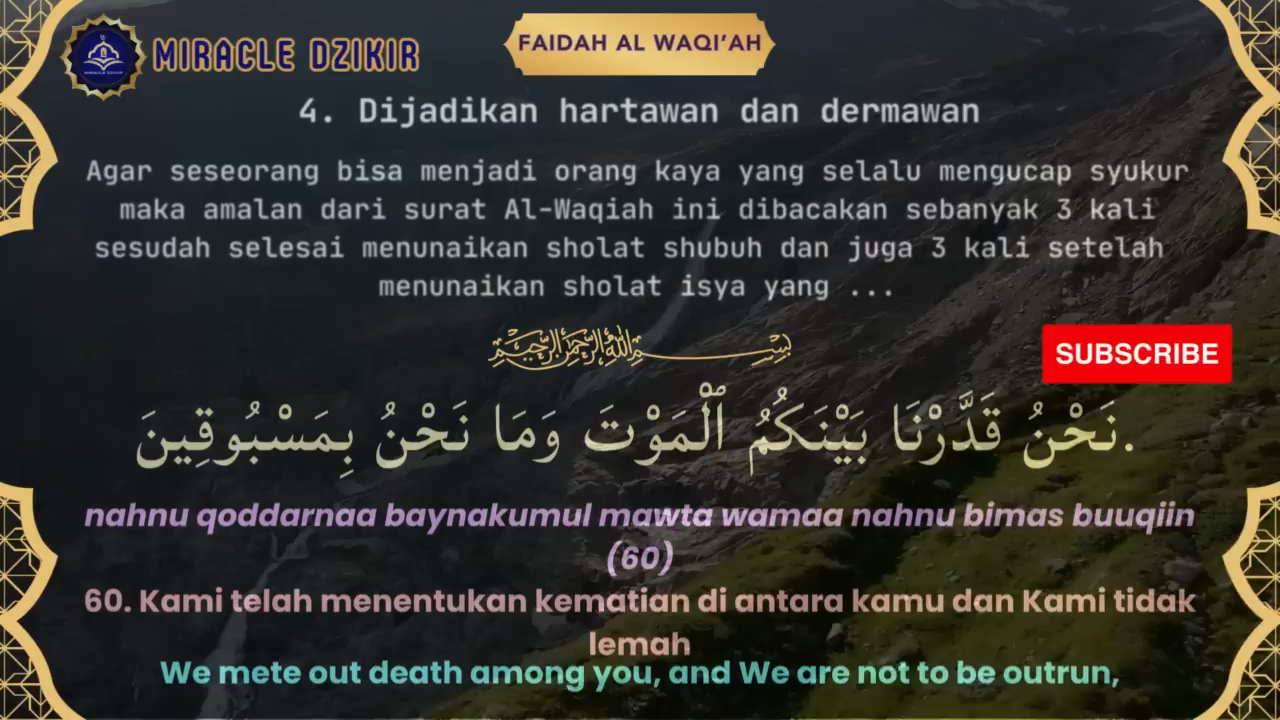 MIRACLE DZIKIR
FAIDAH AL WAQI'AH
4. Dijadikan hartawan dan dermawan
Agar seseorang bisa menjadi orang kaya yang selalu mengucap syukur
maka amalan dari surat Al-Waqiah ini dibacakan sebanyak 3 kali
sesudah selesai menunaikan sholat shubuh dan juga 3 kali setelah
menunaikan sholat isya yang ...
بِسْمِ اللَّهِ الرَّحْمَٰنِ الرَّحِيمِ
SUBSCRIBE
نَحْنُ قَدَّرْنَا بَيْنَكُمُ ٱلْمَوْتَ وَمَا نَحْنُ بِمَسْبُوقِينَ.
nahnu qoddarnaa baynakumul mawta wamaa nahnu bimas buuqiin
(60)
60. Kami telah menentukan kematian di antara kamu dan Kami tidak
lemah
We mete out death among you, and We are not to be outrun,